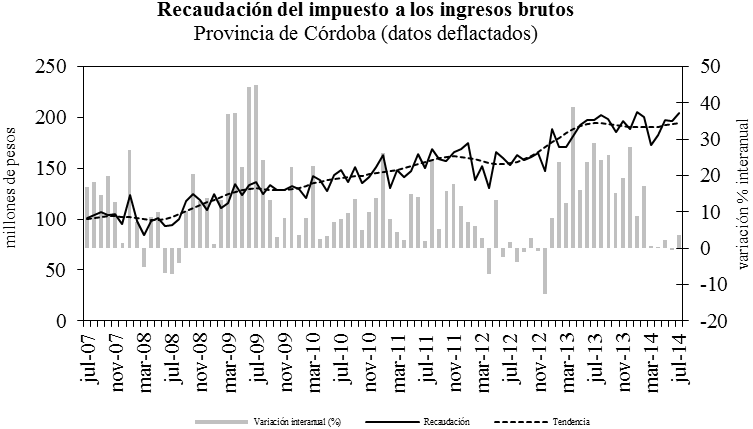 Recaudación del impuesto a los ingresos brutos
Provincia de Córdoba (datos deflactados)
millones de pesos
250
200
150
100
50
0
50
40
30
20
10
0
-10
-20
variación % interanual
jul-07
nov-07
mar-08
jul-08
nov-08
mar-09
jul-09
nov-09
mar-10
jul-10
nov-10
mar-11
jul-11
nov-11
mar-12
jul-12
nov-12
mar-13
jul-13
nov-13
mar-14
jul-14
Variación interanual (%) Recaudación Tendencia